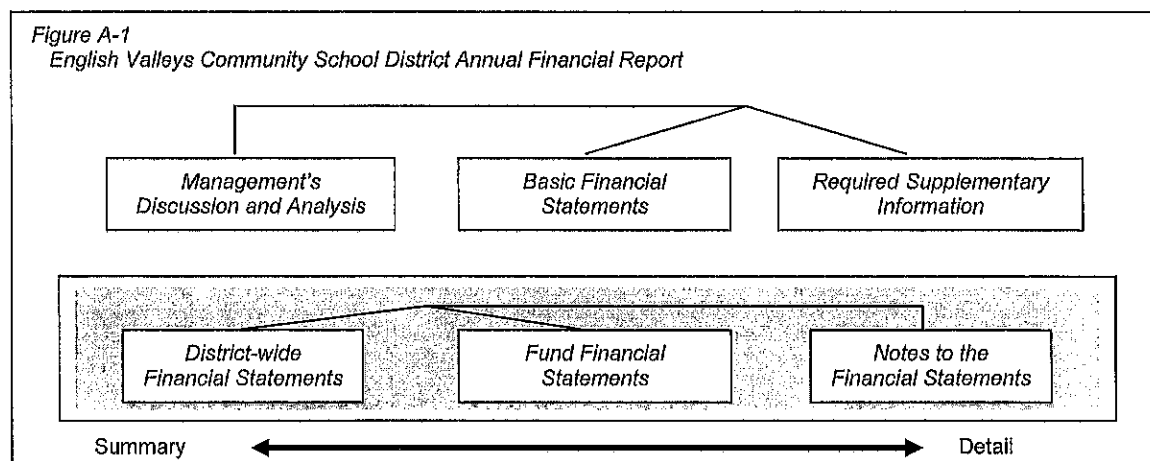 Figure A-1
English Valleys Community School District Annual Financial Report
Management's
Discussion and Analysis
Basic Financial
Statements
Required Supplementary
Information
District-wide
Financial Statements
Fund Financial
Statements
Notes to the
Financial Statements
Summary
Detail